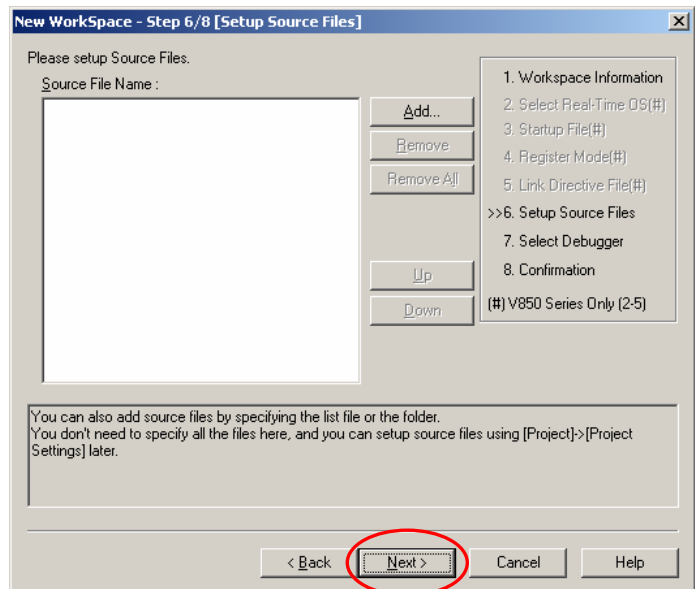 New WorkSpace - Step 6/8 [Setup Source Files]
Please setup Source Files.
Source File Name :
Add...
Remove
Remove All
Up
Down
1. Workspace Information
2. Select Real-Time OS(#)
3. Startup File(#)
4. Register Mode(#)
5. Link Directive File(#)
>>6. Setup Source Files
7. Select Debugger
8. Confirmation
(#) V850 Series Only (2-5)
You can also add source files by specifying the list file or the folder.
You don't need to specify all the files here, and you can setup source files using [Project]->[Project
Settings] later.
< Back
Next >
Cancel
Help